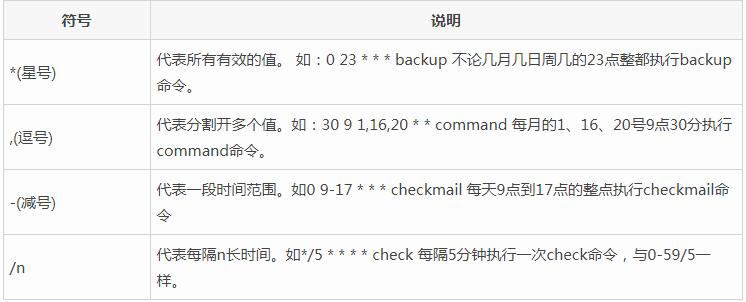 符号 说明
*(星号) 代表所有有效的值。 如：0 23 * * * backup 不论几月几日周几的23点整都执行backup
命令。
,(逗号) 代表分割开多个值。如：30 9 1,16,20 * * command 每月的1、16、20号9点30分执行
command命令。
-(减号) 代表一段时间范围。如0 9-17 * * * checkmail 每天9点到17点的整点执行checkmail命
令
/n 代表每隔n长时间。如*/5 * * * * check 每隔5分钟执行一次check命令，与0-59/5一
样。